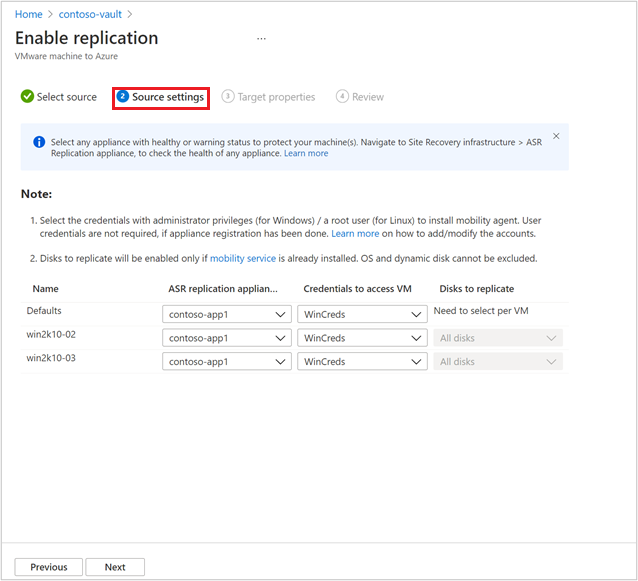 Home > contoso-vault >
Enable replication ...
VMware machine to Azure
Select source 2 Source settings 3 Target properties 4 Review
Select any appliance with healthy or warning status to protect your machine(s). Navigate to Site Recovery infrastructure > ASR
Replication appliance, to check the health of any appliance. Learn more
Note:
1. Select the credentials with administrator privileges (for Windows) / a root user (for Linux) to install mobility agent. User
credentials are not required, if appliance registration has been done. Learn more on how to add/modify the accounts.
2. Disks to replicate will be enabled only if mobility service is already installed. OS and dynamic disk cannot be excluded.
Name ASR replication applian... Credentials to access VM Disks to replicate
Defaults contoso-app1 WinCreds Need to select per VM
win2k10-02 contoso-app1 WinCreds All disks
win2k10-03 contoso-app1 WinCreds All disks
Previous Next